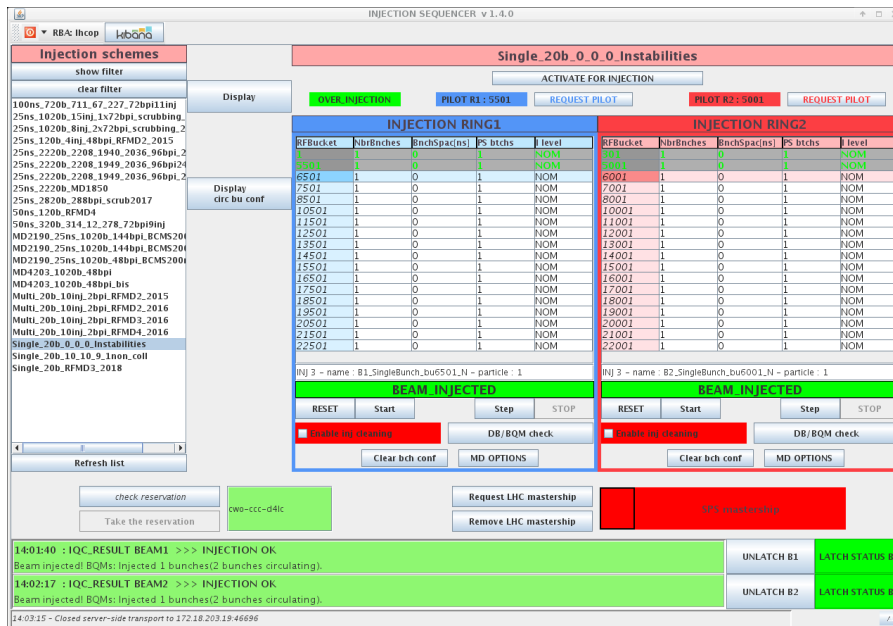 INJECTION SEQUENCER v 1.4.0
RBA: lhcop
kibana
Injection schemes
show filter
clear filter
100ns_720b_711_67_227_72bpi11inj
25ns_1020b_15inj_1x72bpi_scrubbing_
25ns_1020b_8inj_2x72bpi_scrubbing_2
25ns_120b_4inj_48bpi_RFMD2_2015
25ns_2220b_2208_1940_2036_96bpi_2
25ns_2220b_2208_1949_2036_96bpi24
25ns_2220b_2208_1949_2036_96bpi_2
25ns_2220b_MD1850
25ns_2820b_288bpi_scrub2017
50ns_120b_RFMD4
50ns_320b_314_12_278_72bpi9inj
MD2190_25ns_1020b_144bpi_BCMS20
MD2190_25ns_1020b_144bpi_BCMS20
MD2190_25ns_1020b_48bpi_BCMS200
MD4203_1020b_48bpi
MD4203_1020b_48bpi_bis
Multi_20b_10inj_2bpi_RFMD2_2015
Multi_20b_10inj_2bpi_RFMD2_2016
Multi_20b_10inj_2bpi_RFMD3_2016
Multi_20b_10inj_2bpi_RFMD4_2016
Single_20b_0_0_0_Instabilities
Single_20b_10_10_9_1non_coll
Single_20b_RFMD3_2018
Refresh list
Display
Display
circ bu conf
Single_20b_0_0_0_Instabilities
ACTIVATE FOR INJECTION
OVER_INJECTION PILOT R1 : 5501 REQUEST PILOT PILOT R2 : 5001 REQUEST PILOT
INJECTION RING1
RFBucket NbrBnches BnchSpac[ns] PS btchs I level
1 0 1 NOM
5501 1 0 1 NOM
6501 1 0 1 NOM
7501 1 0 1 NOM
8501 1 0 1 NOM
10501 1 0 1 NOM
11501 1 0 1 NOM
12501 1 0 1 NOM
13501 1 0 1 NOM
14501 1 0 1 NOM
15501 1 0 1 NOM
16501 1 0 1 NOM
17501 1 0 1 NOM
18501 1 0 1 NOM
19501 1 0 1 NOM
20501 1 0 1 NOM
21501 1 0 1 NOM
22501 1 0 1 NOM
INJ 3 - name : B1_SingleBunch_bu6501_N - particle : 1
BEAM_INJECTED
RESET Start Step STOP
Enable inj cleaning DB/BQM check
Clear bch conf MD OPTIONS
INJECTION RING2
RFBucket NbrBnches BnchSpac[ns] PS btchs I level
1 0 1 NOM
1 0 1 NOM
6001 1 0 1 NOM
7001 1 0 1 NOM
8001 1 0 1 NOM
10001 1 0 1 NOM
11001 1 0 1 NOM
12001 1 0 1 NOM
13001 1 0 1 NOM
14001 1 0 1 NOM
15001 1 0 1 NOM
16001 1 0 1 NOM
17001 1 0 1 NOM
18001 1 0 1 NOM
19001 1 0 1 NOM
20001 1 0 1 NOM
21001 1 0 1 NOM
22001 1 0 1 NOM
INJ 3 - name : B2_SingleBunch_bu6001_N - particle : 1
BEAM_INJECTED
RESET Start Step STOP
Enable inj cleaning DB/BQM check
Clear bch conf MD OPTIONS
check reservation
Take the reservation
cwo-ccc-d4lc
Request LHC mastership
Remove LHC mastership
SPS mastership
14:01:40 : IQC_RESULT BEAM1 >>> INJECTION OK
Beam injected! BQMs: Injected 1 bunches(2 bunches circulating).
UNLATCH B1 LATCH STATUS B
14:02:17 : IQC_RESULT BEAM2 >>> INJECTION OK
Beam injected! BQMs: Injected 1 bunches(2 bunches circulating).
UNLATCH B2 LATCH STATUS B
14:03:15 - Closed server-side transport to 172.18.203.19:46696